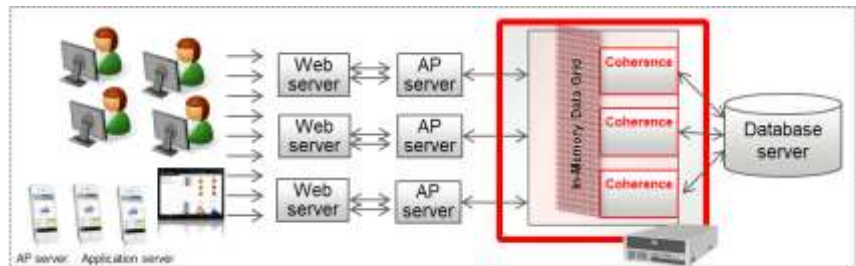 Web
server
AP
server
Coherence
Web
server
AP
server
In-Memory Data Grid
Coherence
Database
server
Web
server
AP
server
Coherence
AP server: Application server